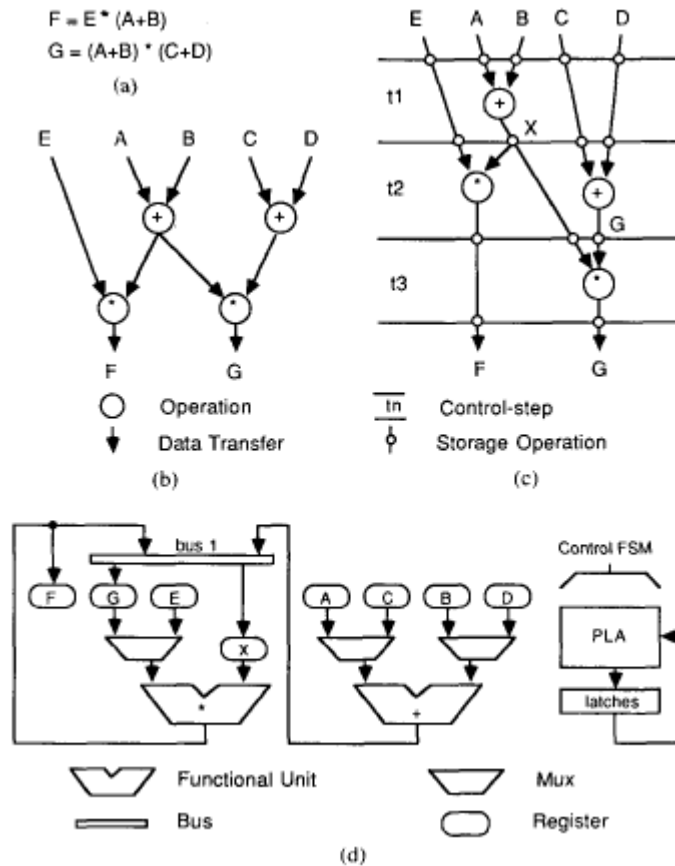 F = E * (A+B)
G = (A+B) * (C+D)
(a)
E A B C D
+ +
* *
F G
Operation
Data Transfer
(b)
E A B C D
t1
+
X
t2
* +
G
t3
*
F G
tn Control-step
Storage Operation
(c)
bus 1
Control FSM
F G E A C B D
PLA
x
latches
* +
Functional Unit Mux
Bus Register
(d)